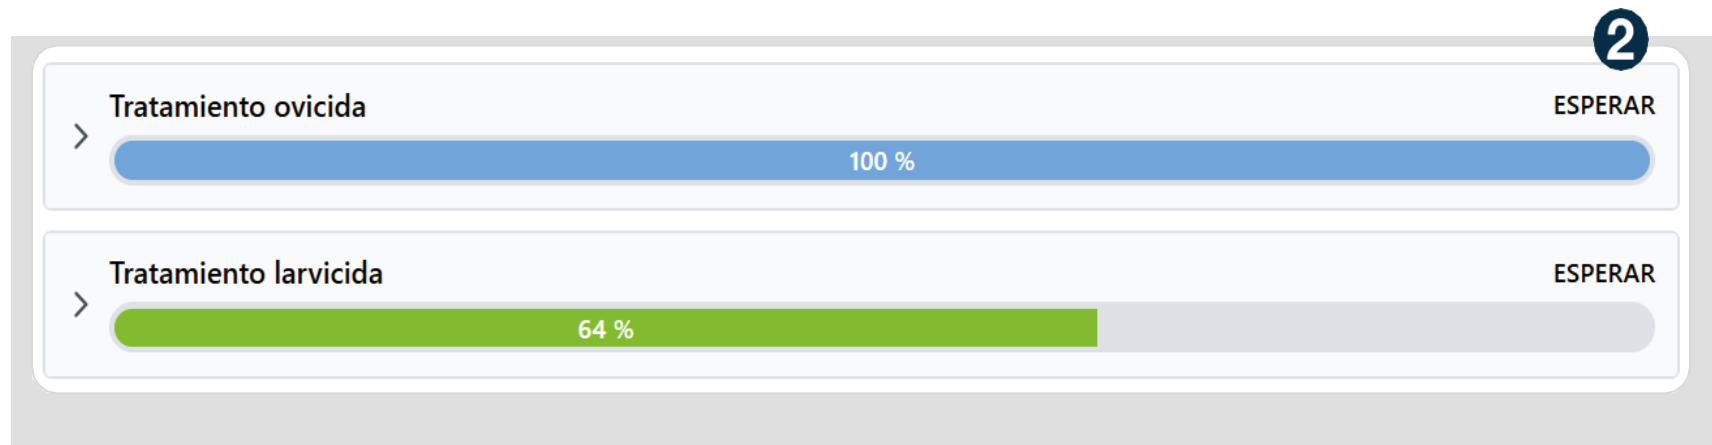 2
Tratamiento ovicida
ESPERAR
100 %
Tratamiento larvicida
ESPERAR
64 %